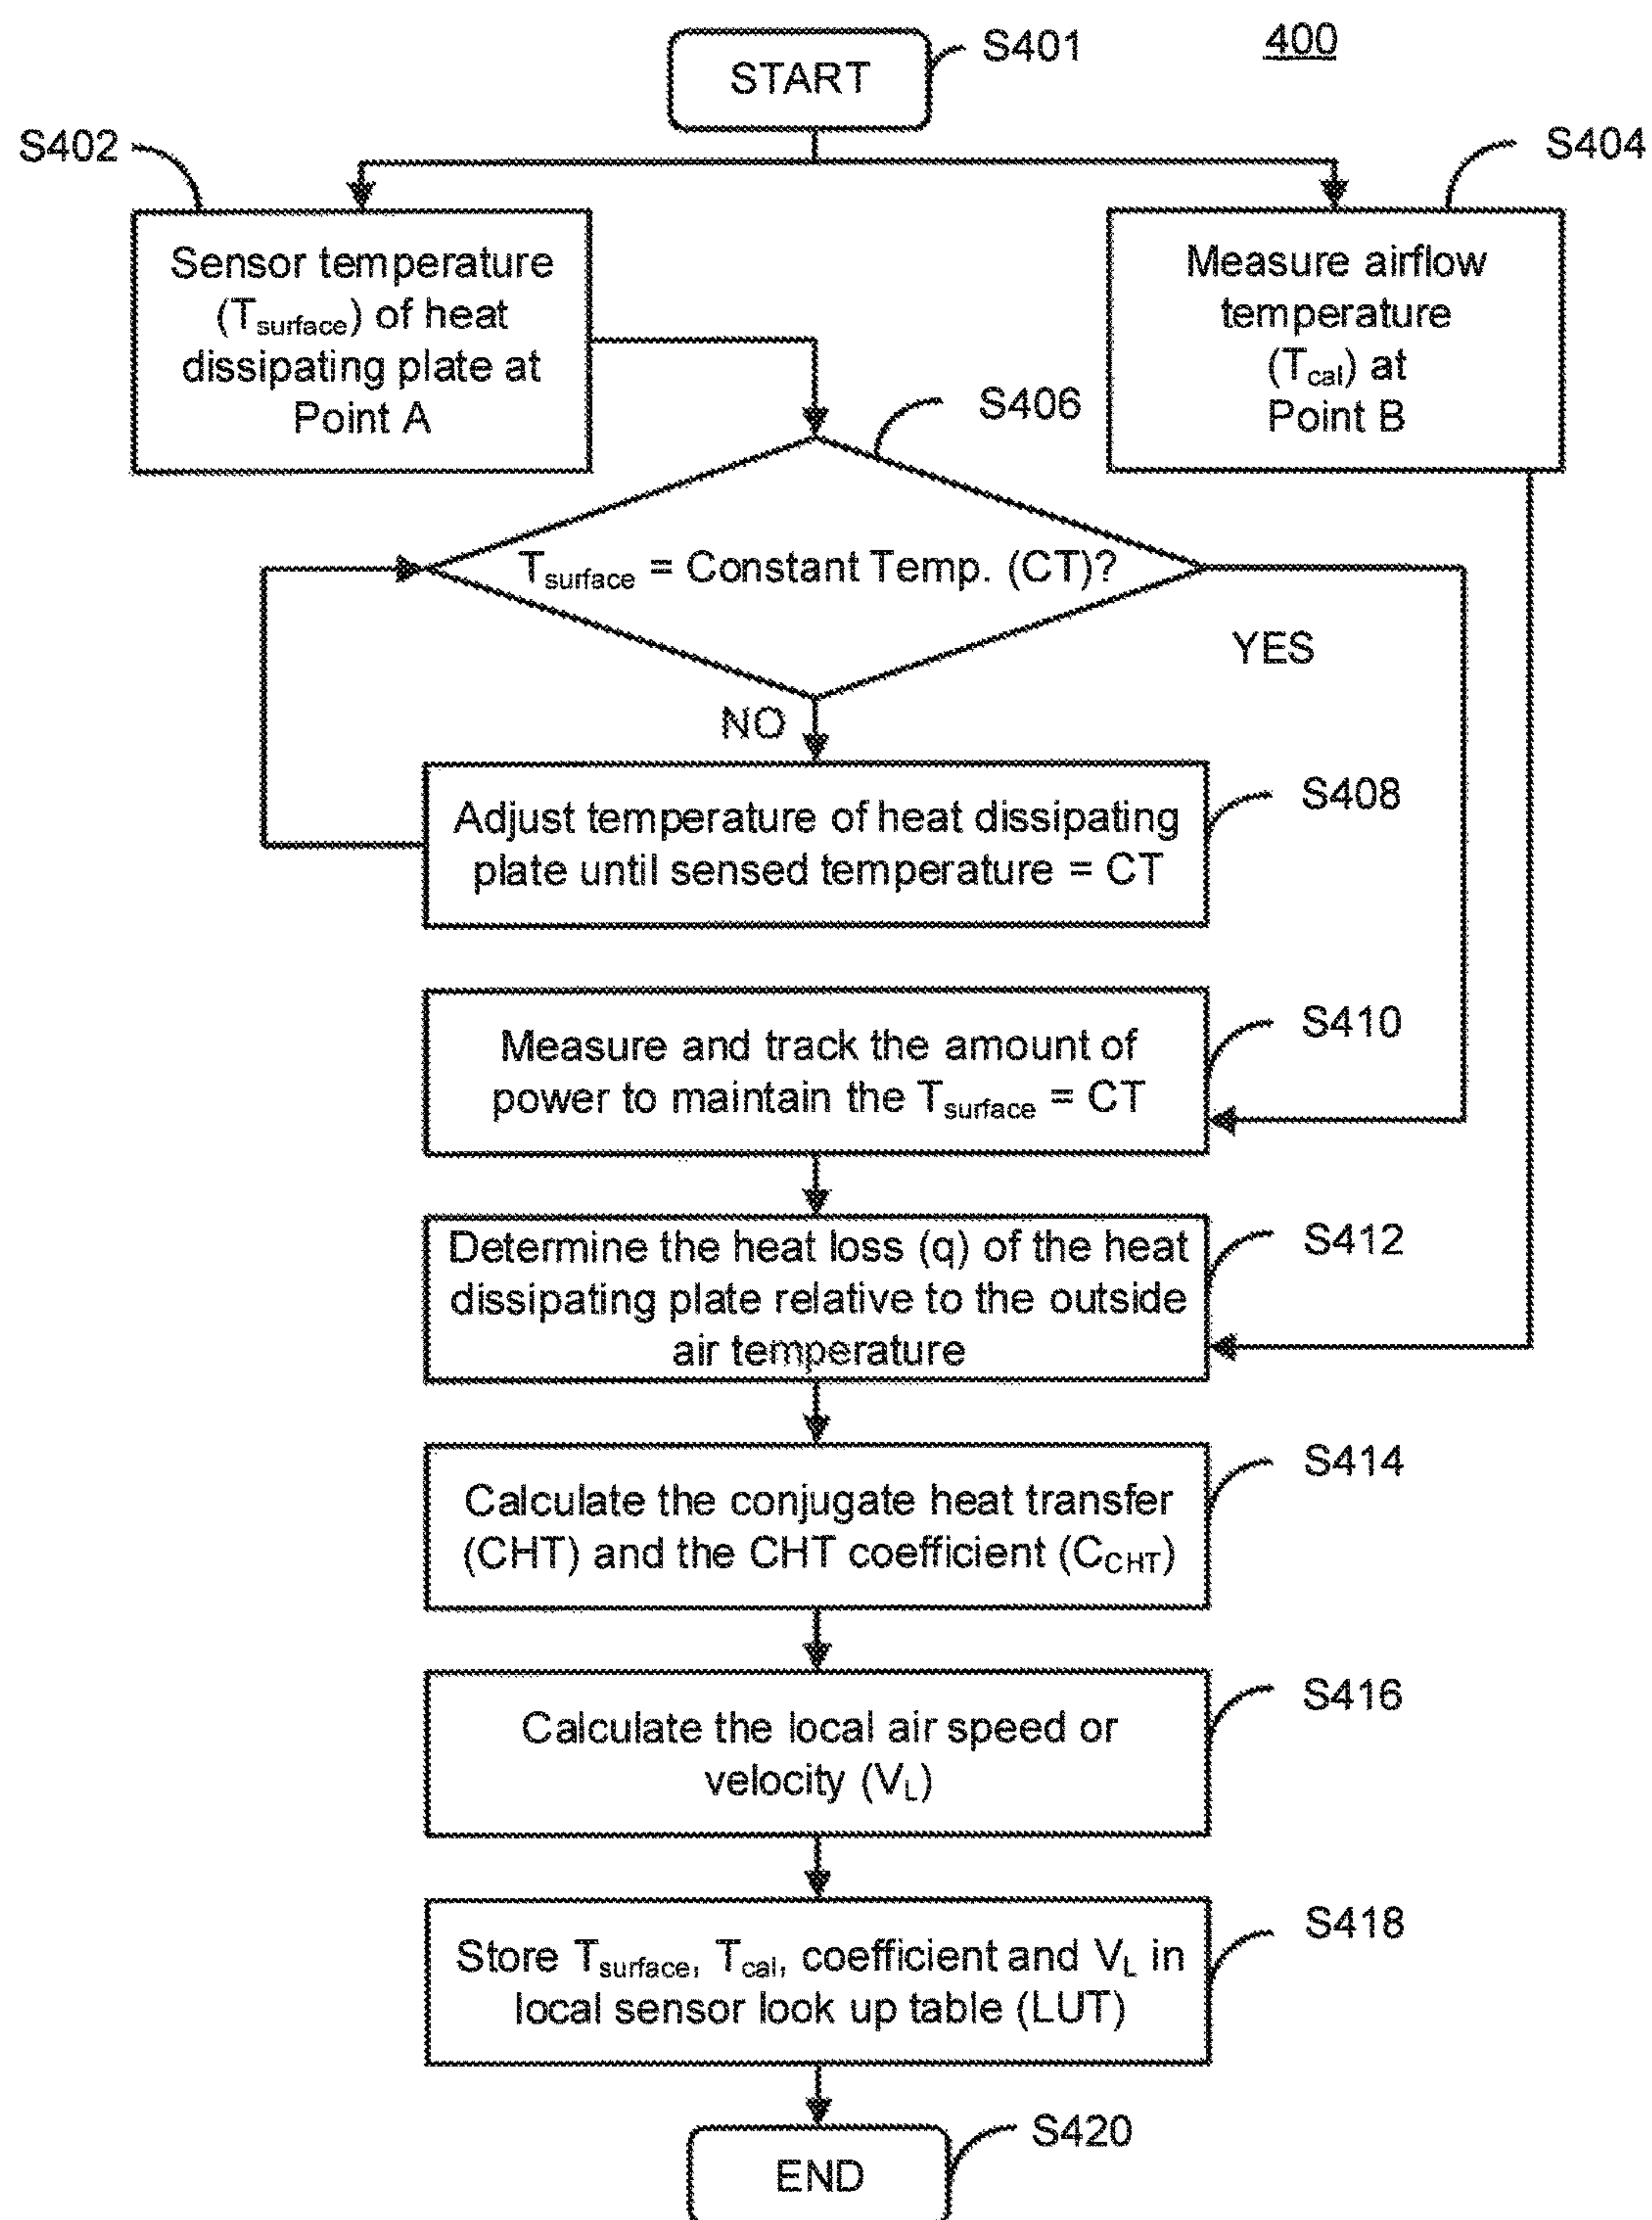 400
START
S401
S402
S404
Sensor temperature
(Tsurface) of heat
dissipating plate at
Point A
Measure airflow
temperature
(Tcal) at
Point B
S406
Tsurface = Constant Temp. (CT)?
YES
NO
S408
Adjust temperature of heat dissipating
plate until sensed temperature = CT
S410
Measure and track the amount of
power to maintain the Tsurface = CT
S412
Determine the heat loss (q) of the heat
dissipating plate relative to the outside
air temperature
S414
Calculate the conjugate heat transfer
(CHT) and the CHT coefficient (CCHT)
S416
Calculate the local air speed or
velocity (VL)
S418
Store Tsurface, Tcal, coefficient and VL in
local sensor look up table (LUT)
S420
END